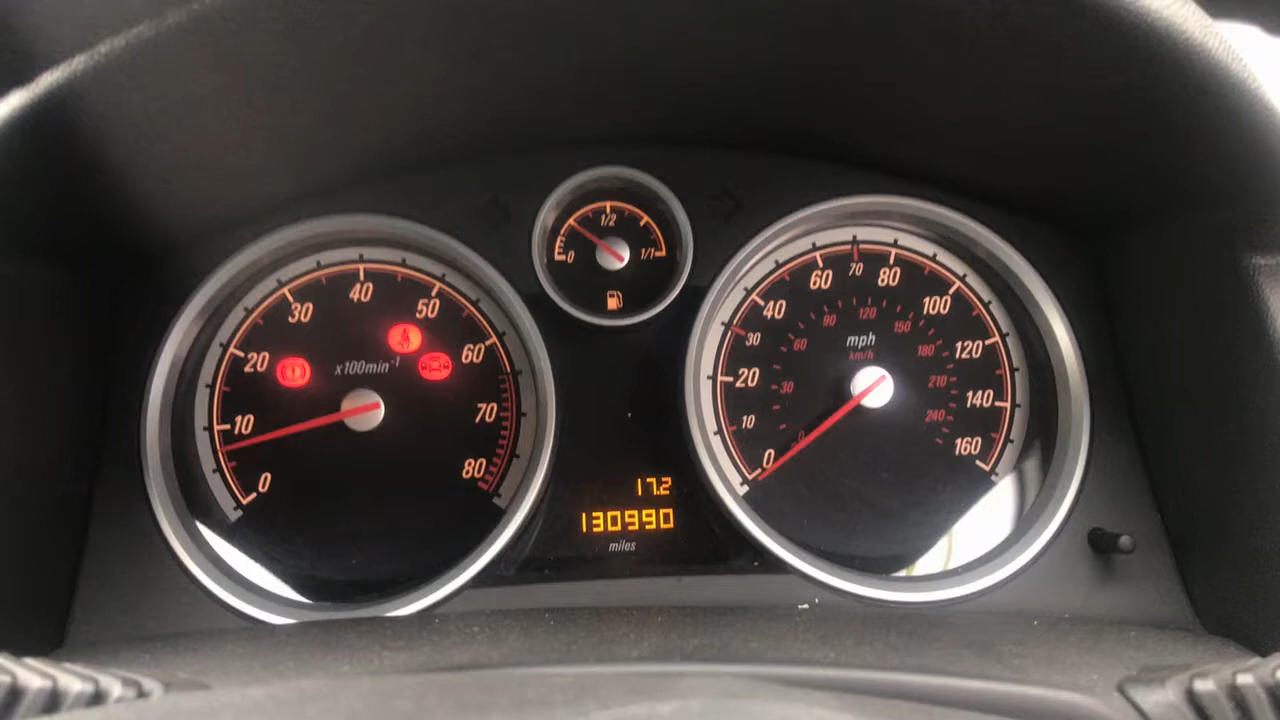 0 1/2 1/1
0 10 20 30 40 50 60 70 80
x100min⁻¹
0 10 20 30 40 60 70 80 100 120 140 160
mph
km/h
0 30 60 90 120 150 180 210 240
17.2
130990
miles